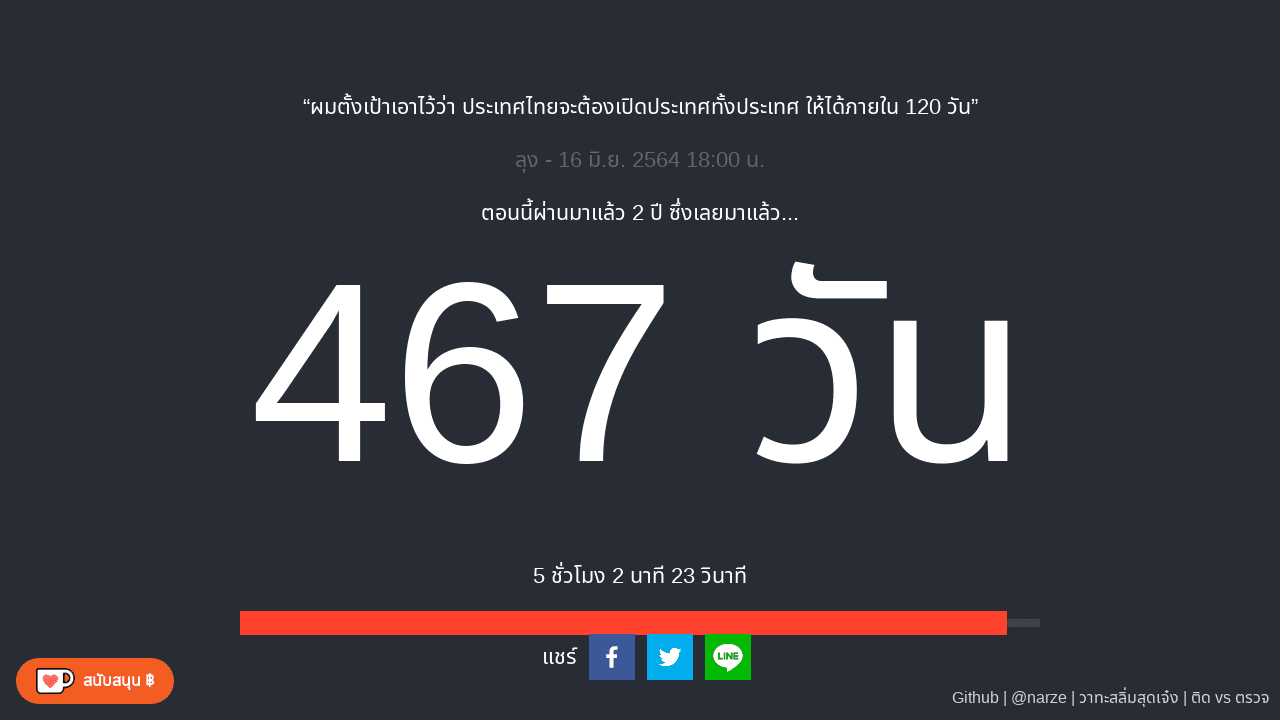 “ผมตั้งเป้าเอาไว้ว่า ประเทศไทยจะต้องเปิดประเทศทั้งประเทศ ให้ได้ภายใน 120 วัน”
ลุง - 16 มิ.ย. 2564 18:00 น.
ตอนนี้ผ่านมาแล้ว 2 ปี ซึ่งเลยมาแล้ว...
467 วัน
5 ชั่วโมง 2 นาที 23 วินาที
แชร์
LINE
สนับสนุน ฿
Github | @narze | วาทะสลิ่มสุดเจ๋ง | ติด vs ตรวจ